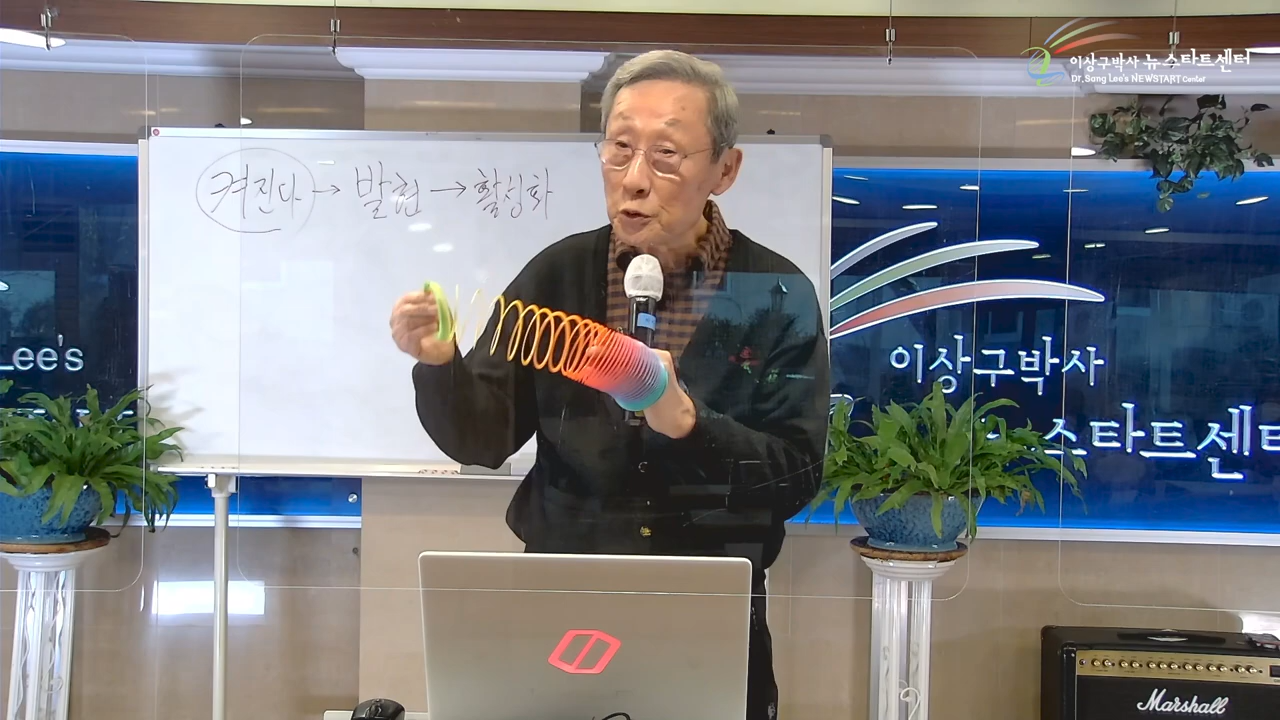 이상구박사 뉴스타트센터
Dr. Sang Lee's NEWSTART Center
켜진다 → 발현 → 활성화
Lee's
이상구박사
스타트센터
Marshall